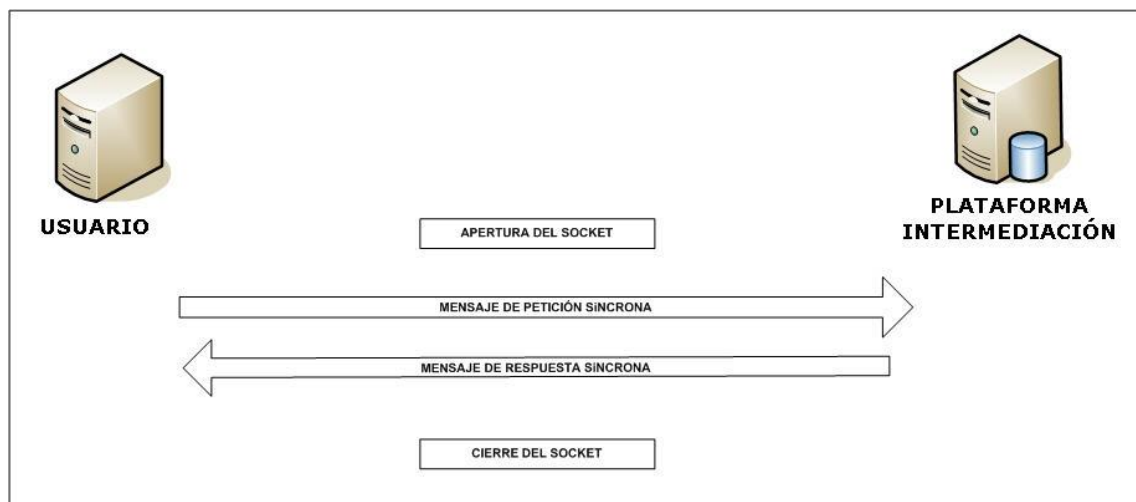 USUARIO
PLATAFORMA
INTERMEDIACIÓN
APERTURA DEL SOCKET
MENSAJE DE PETICIÓN SíNCRONA
MENSAJE DE RESPUESTA SíNCRONA
CIERRE DEL SOCKET